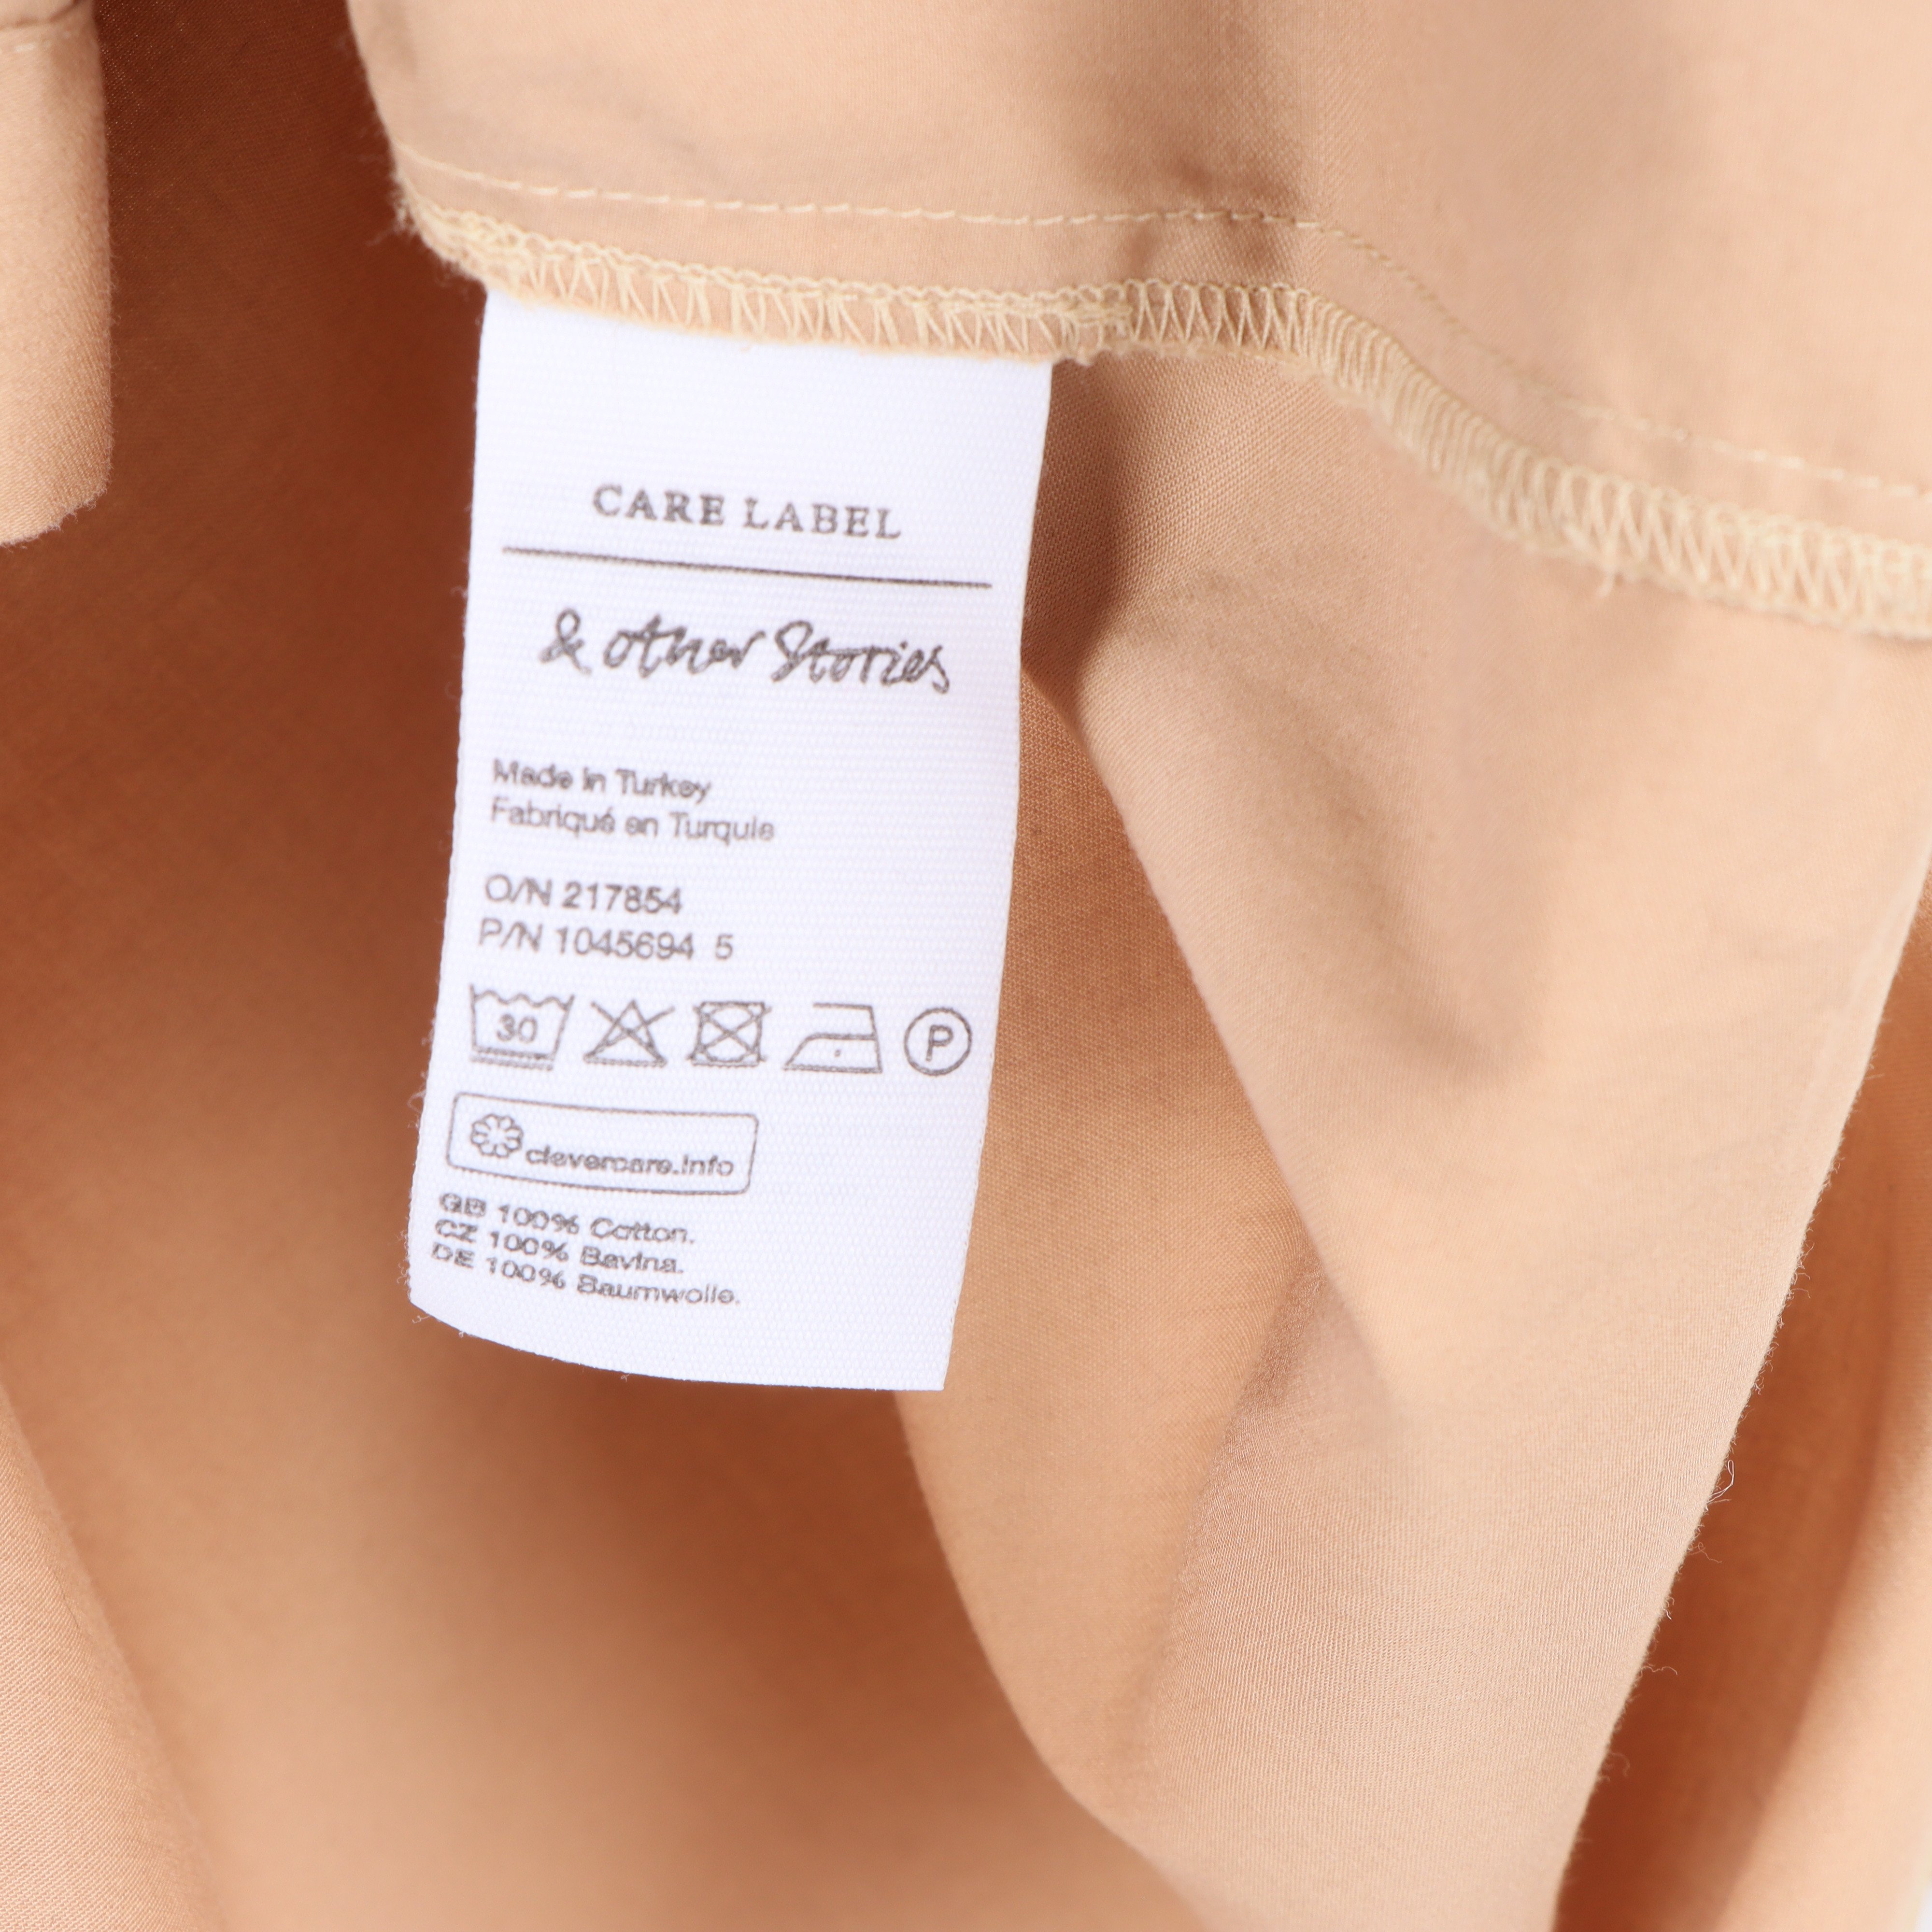 CARE LABEL
& other Stories
Made in Turkey
Fabriqué en Turquie
O/N 217854
P/N 1045694 5
30
P
clevercare.info
GB 100% Cotton.
CZ 100% Bavlna.
DE 100% Baumwolle.